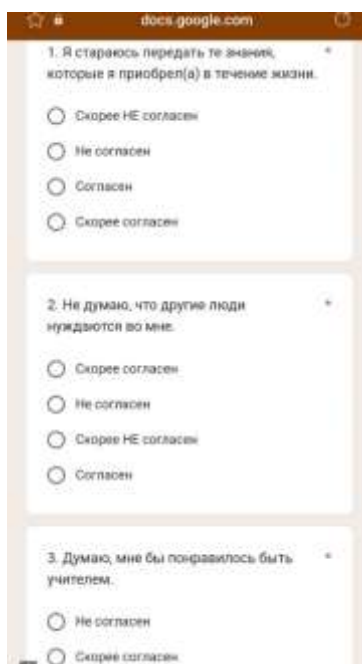 docs.google.com
1. Я стараюсь передать те знания, *
которые я приобрел(а) в течение жизни.
Скорее НЕ согласен
Не согласен
Согласен
Скорее согласен
2. Не думаю, что другие люди *
нуждаются во мне.
Скорее согласен
Не согласен
Скорее НЕ согласен
Согласен
3. Думаю, мне бы понравилось быть *
учителем.
Не согласен
Скорее согласен